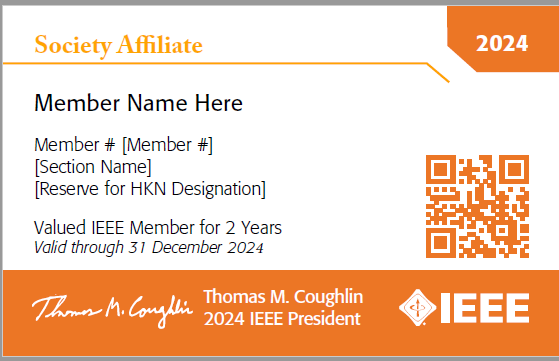 Society Affiliate
2024
Member Name Here
Member # [Member #]
[Section Name]
[Reserve for HKN Designation]
Valued IEEE Member for 2 Years
Valid through 31 December 2024
Thomas M. Coughlin
Thomas M. Coughlin
2024 IEEE President
IEEE